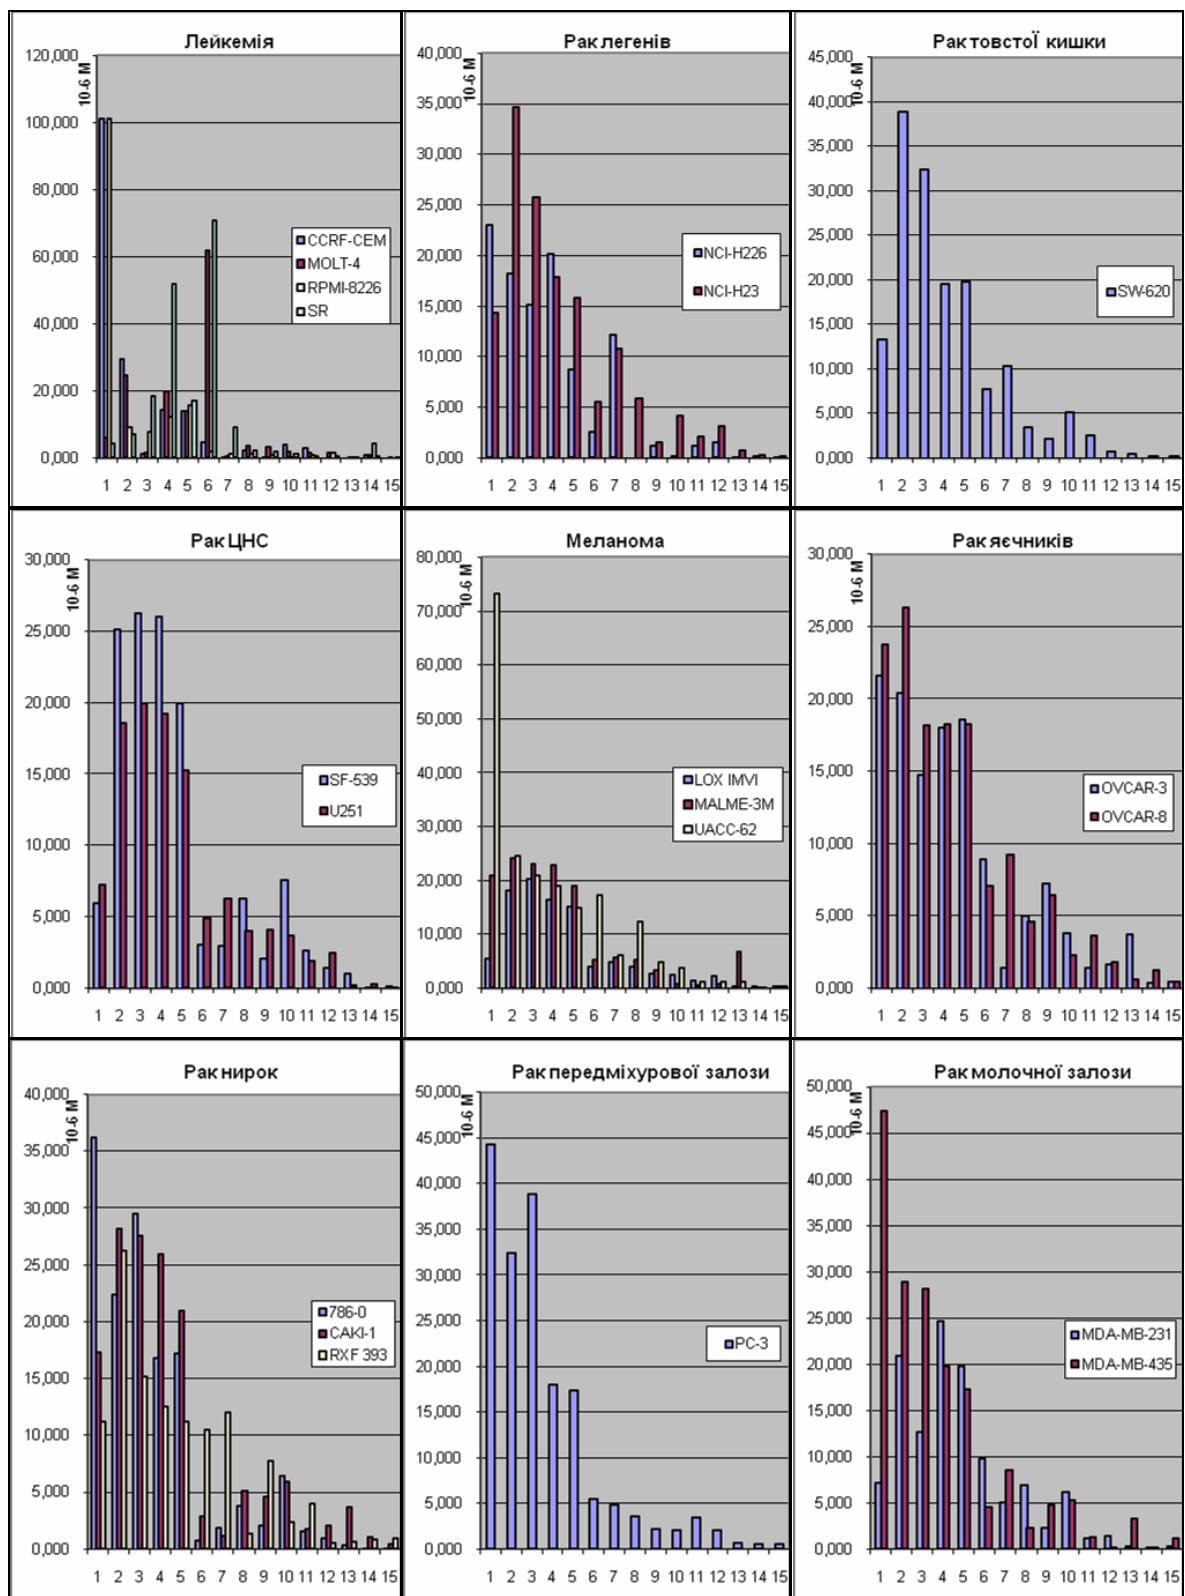 Лейкемія
120,000
100,000
80,000
60,000
40,000
20,000
0,000
10-6 M
CCRF-CEM
MOLT-4
RPMI-8226
SR
1 2 3 4 5 6 7 8 9 10 11 12 13 14 15
Рак легенів
40,000
35,000
30,000
25,000
20,000
15,000
10,000
5,000
0,000
10-6 M
NCI-H226
NCI-H23
1 2 3 4 5 6 7 8 9 10 11 12 13 14 15
Рак товстої кишки
45,000
40,000
35,000
30,000
25,000
20,000
15,000
10,000
5,000
0,000
10-6 M
SW-620
1 2 3 4 5 6 7 8 9 10 11 12 13 14 15
Рак ЦНС
30,000
25,000
20,000
15,000
10,000
5,000
0,000
10-6 M
SF-539
U251
1 2 3 4 5 6 7 8 9 10 11 12 13 14 15
Меланома
80,000
70,000
60,000
50,000
40,000
30,000
20,000
10,000
0,000
10-6 M
LOX IMVI
MALME-3M
UACC-62
1 2 3 4 5 6 7 8 9 10 11 12 13 14 15
Рак яєчників
30,000
25,000
20,000
15,000
10,000
5,000
0,000
10-6 M
OVCAR-3
OVCAR-8
1 2 3 4 5 6 7 8 9 10 11 12 13 14 15
Рак нирок
40,000
35,000
30,000
25,000
20,000
15,000
10,000
5,000
0,000
10-6 M
786-0
CAKI-1
RXF 393
1 2 3 4 5 6 7 8 9 10 11 12 13 14 15
Рак передміхурової залози
50,000
45,000
40,000
35,000
30,000
25,000
20,000
15,000
10,000
5,000
0,000
10-6 M
PC-3
1 2 3 4 5 6 7 8 9 10 11 12 13 14 15
Рак молочної залози
50,000
45,000
40,000
35,000
30,000
25,000
20,000
15,000
10,000
5,000
0,000
10-6 M
MDA-MB-231
MDA-MB-435
1 2 3 4 5 6 7 8 9 10 11 12 13 14 15